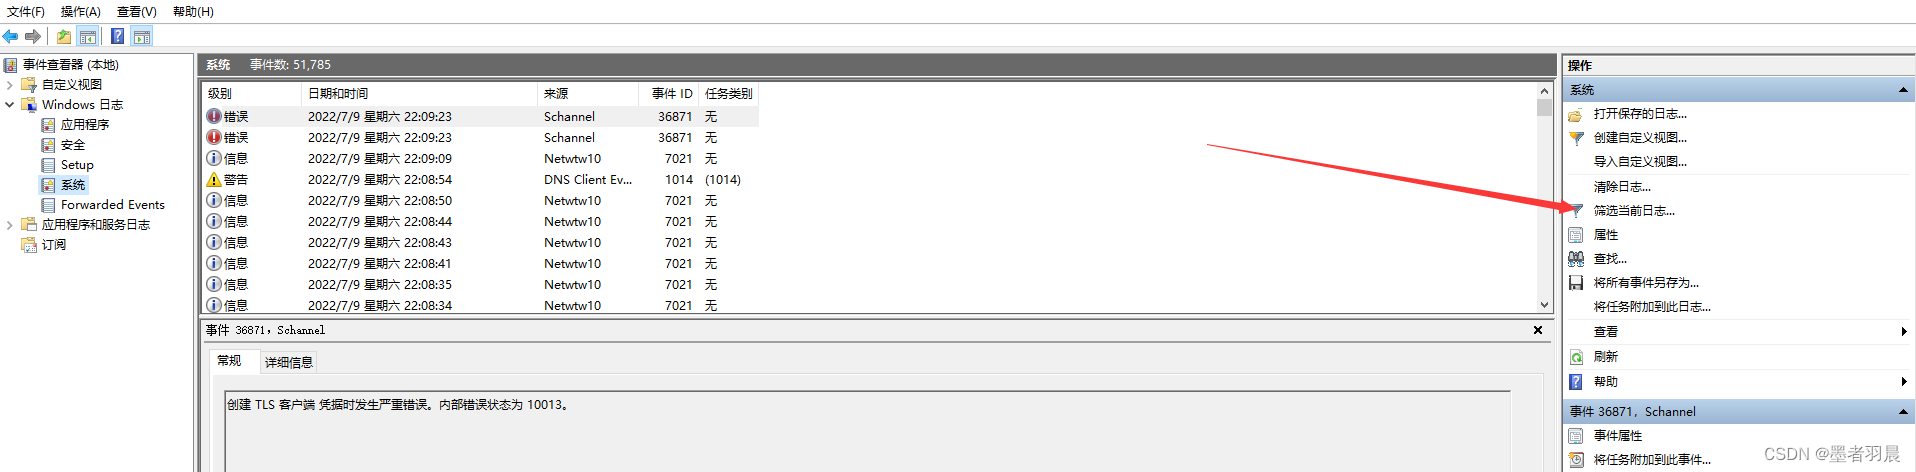 文件(F) 操作(A) 查看(V) 帮助(H)
事件查看器 (本地)
自定义视图
Windows 日志
应用程序
安全
Setup
系统
Forwarded Events
应用程序和服务日志
订阅
系统 事件数: 51,785
级别 日期和时间 来源 事件 ID 任务类别
错误 2022/7/9 星期六 22:09:23 Schannel 36871 无
错误 2022/7/9 星期六 22:09:23 Schannel 36871 无
信息 2022/7/9 星期六 22:09:09 Netwtw10 7021 无
警告 2022/7/9 星期六 22:08:54 DNS Client Ev... 1014 (1014)
信息 2022/7/9 星期六 22:08:50 Netwtw10 7021 无
信息 2022/7/9 星期六 22:08:44 Netwtw10 7021 无
信息 2022/7/9 星期六 22:08:43 Netwtw10 7021 无
信息 2022/7/9 星期六 22:08:41 Netwtw10 7021 无
信息 2022/7/9 星期六 22:08:35 Netwtw10 7021 无
信息 2022/7/9 星期六 22:08:34 Netwtw10 7021 无
事件 36871，Schannel
常规 详细信息
创建 TLS 客户端 凭据时发生严重错误。内部错误状态为 10013。
操作
系统
打开保存的日志...
创建自定义视图...
导入自定义视图...
清除日志...
筛选当前日志...
属性
查找...
将所有事件另存为...
将任务附加到此日志...
查看
刷新
帮助
事件 36871，Schannel
事件属性
将任务附加到此事件...
CSDN @墨者羽晨